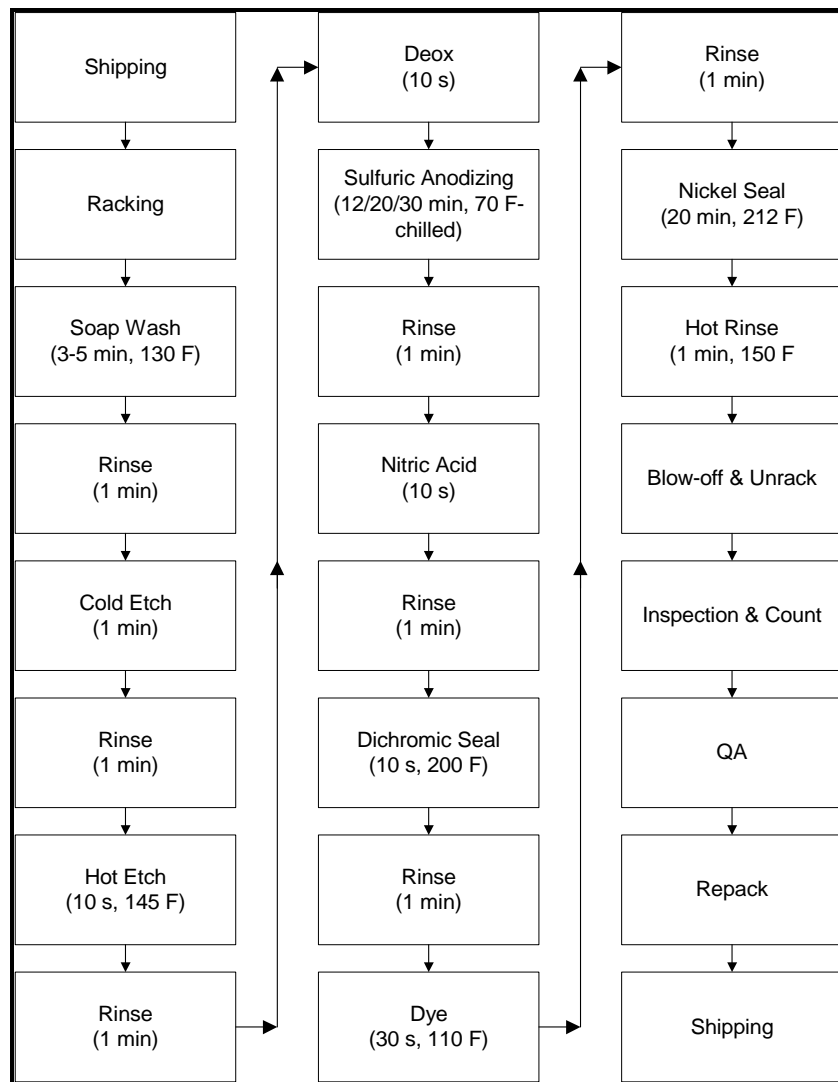 Shipping
Racking
Soap Wash
(3-5 min, 130 F)
Rinse
(1 min)
Cold Etch
(1 min)
Rinse
(1 min)
Hot Etch
(10 s, 145 F)
Rinse
(1 min)
Deox
(10 s)
Sulfuric Anodizing
(12/20/30 min, 70 F-
chilled)
Rinse
(1 min)
Nitric Acid
(10 s)
Rinse
(1 min)
Dichromic Seal
(10 s, 200 F)
Rinse
(1 min)
Dye
(30 s, 110 F)
Rinse
(1 min)
Nickel Seal
(20 min, 212 F)
Hot Rinse
(1 min, 150 F
Blow-off & Unrack
Inspection & Count
QA
Repack
Shipping